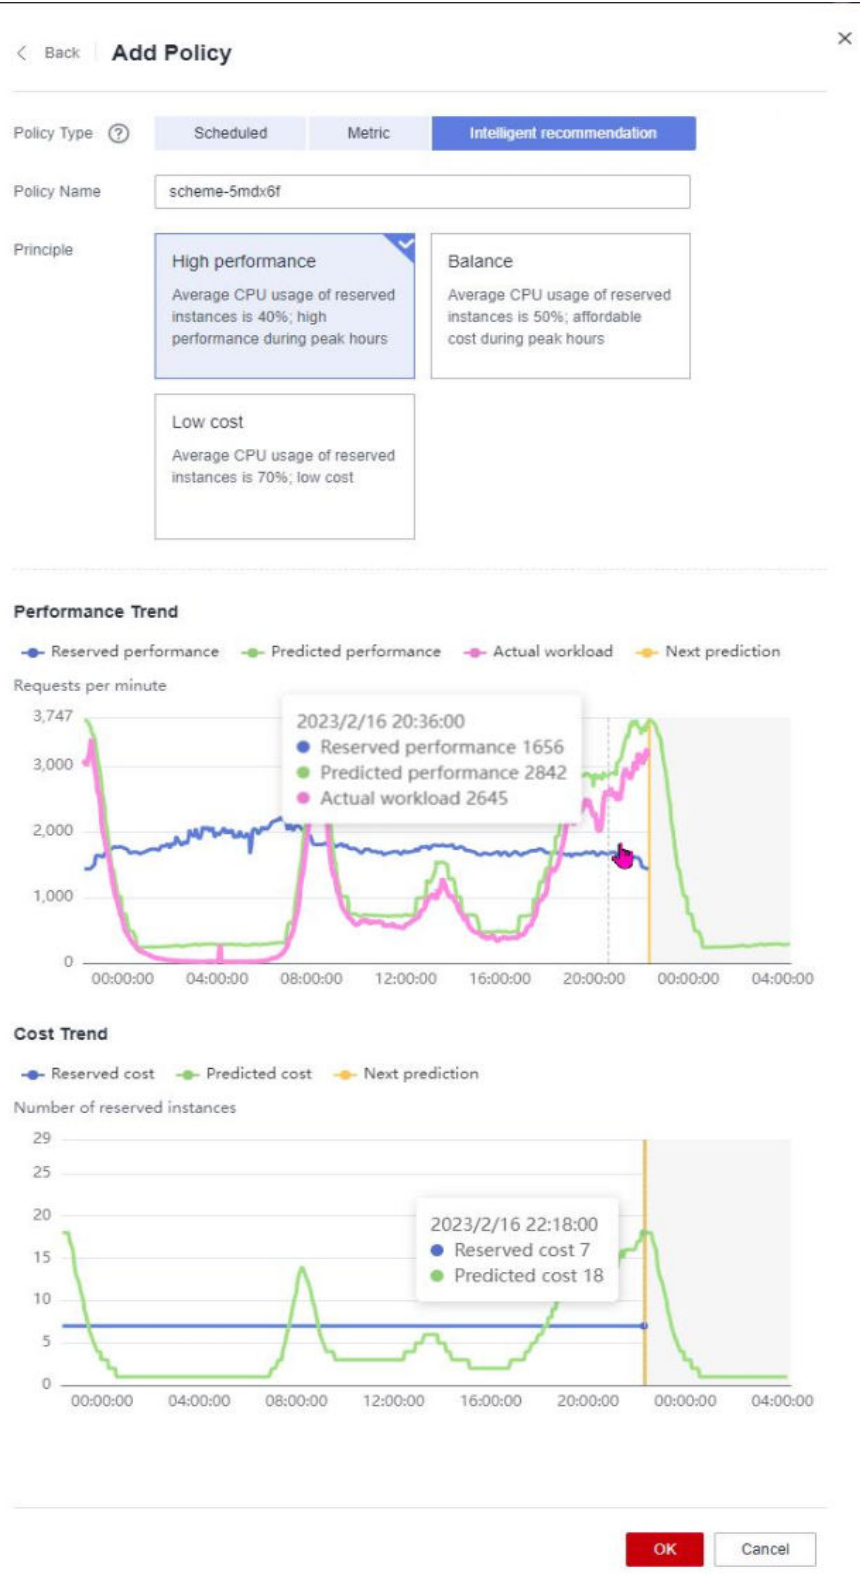 Back Add Policy
Policy Type ? Scheduled Metric Intelligent recommendation
Policy Name scheme-5mdx6f
Principle
High performance
Average CPU usage of reserved
instances is 40%; high
performance during peak hours
Balance
Average CPU usage of reserved
instances is 50%; affordable
cost during peak hours
Low cost
Average CPU usage of reserved
instances is 70%; low cost
Performance Trend
Reserved performance Predicted performance Actual workload Next prediction
Requests per minute
3,747
3,000
2,000
1,000
0
2023/2/16 20:36:00
Reserved performance 1656
Predicted performance 2842
Actual workload 2645
00:00:00 04:00:00 08:00:00 12:00:00 16:00:00 20:00:00 00:00:00 04:00:00
Cost Trend
Reserved cost Predicted cost Next prediction
Number of reserved instances
29
25
20
15
10
5
0
2023/2/16 22:18:00
Reserved cost 7
Predicted cost 18
00:00:00 04:00:00 08:00:00 12:00:00 16:00:00 20:00:00 00:00:00 04:00:00
OK Cancel